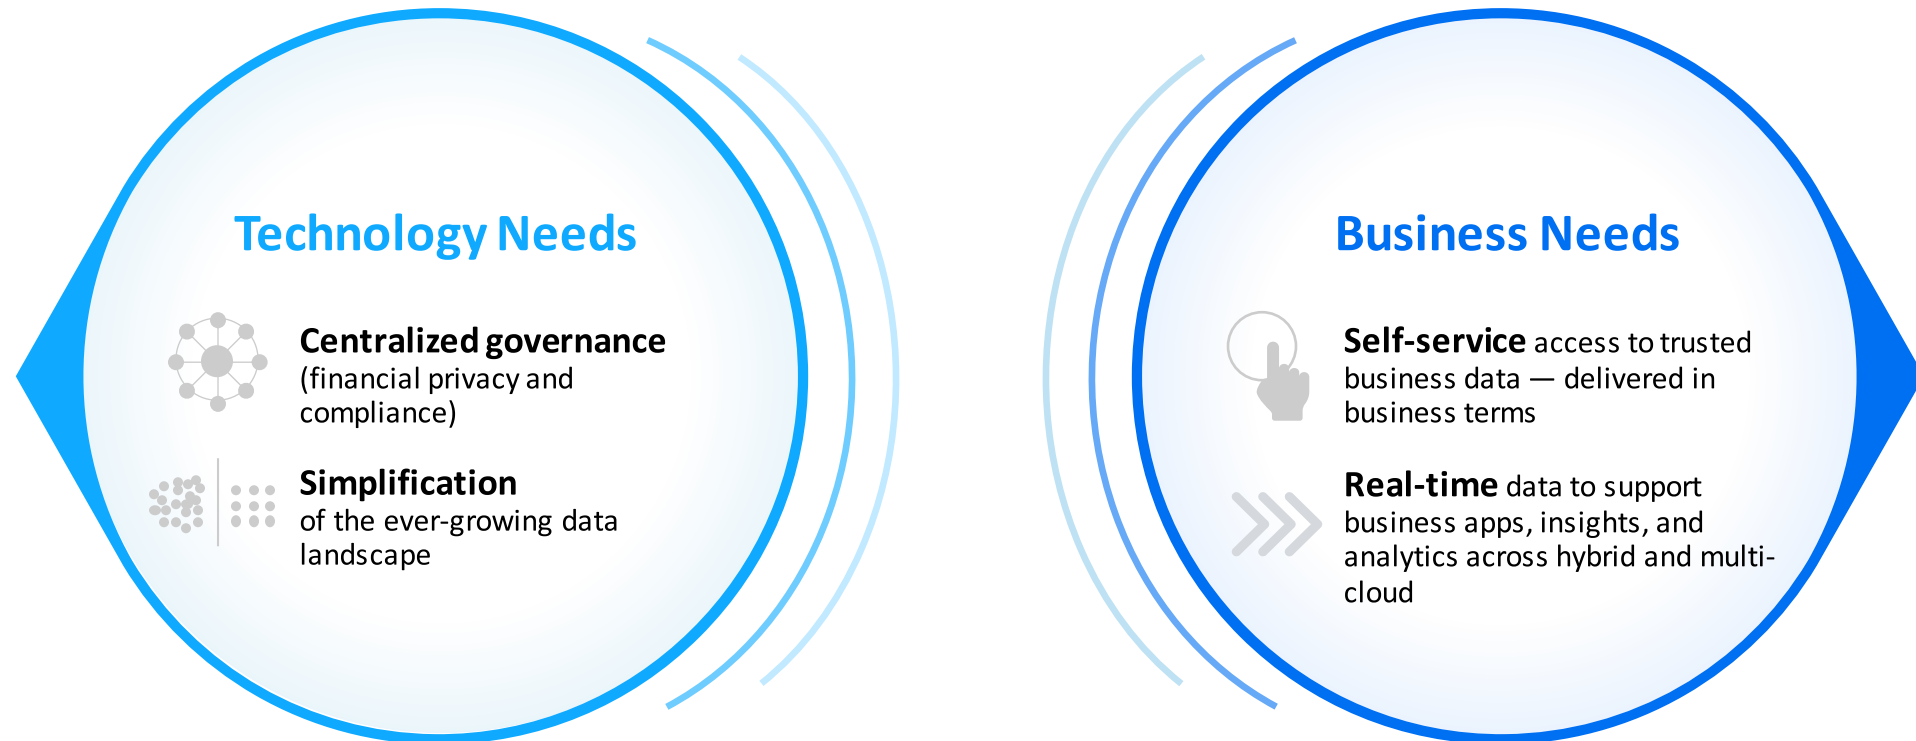 Technology Needs
Centralized governance
(financial privacy and
compliance)
Simplification
of the ever-growing data
landscape
Business Needs
Self-service access to trusted
business data — delivered in
business terms
Real-time data to support
business apps, insights, and
analytics across hybrid and multi-
cloud